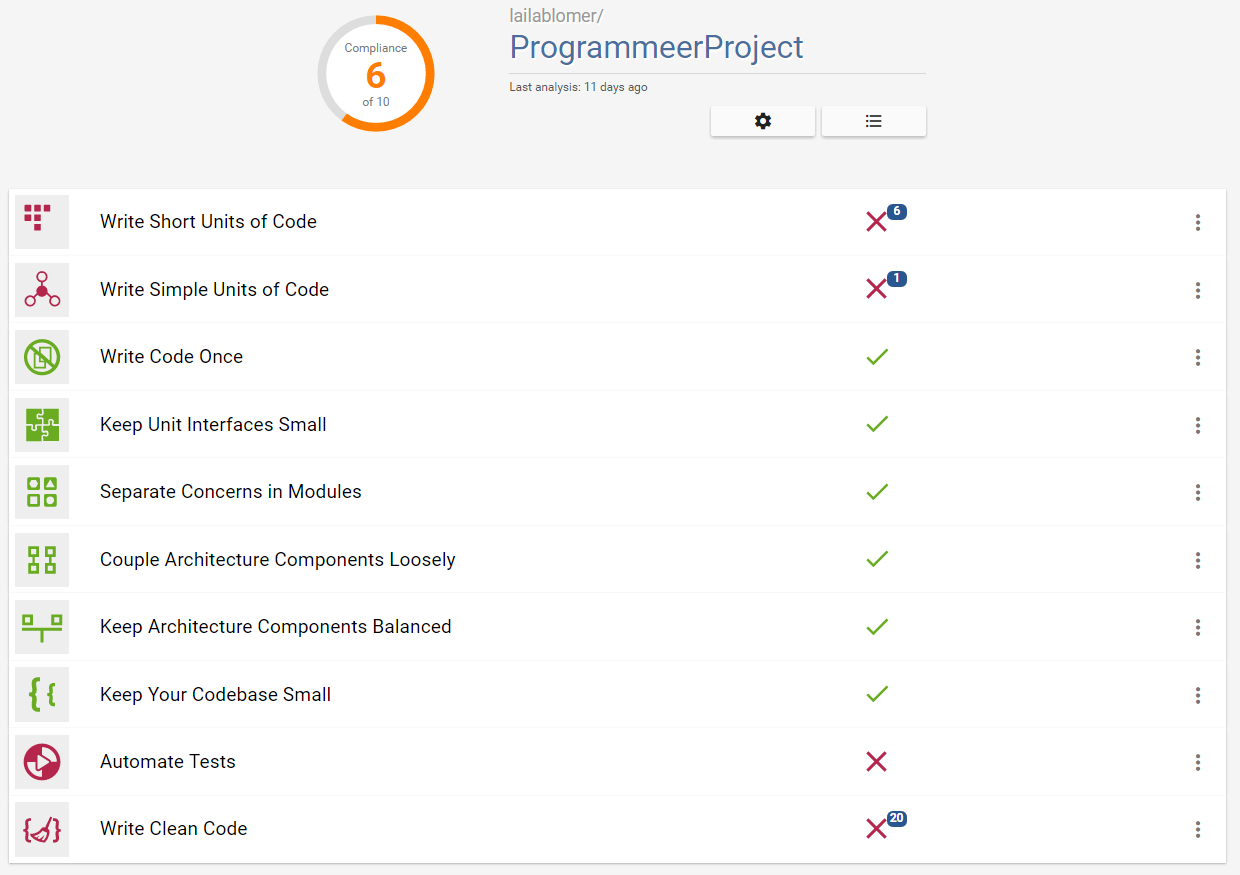 Compliance
6
of 10
lailablomer/
ProgrammeerProject
Last analysis: 11 days ago
Write Short Units of Code
6
Write Simple Units of Code
1
Write Code Once
Keep Unit Interfaces Small
Separate Concerns in Modules
Couple Architecture Components Loosely
Keep Architecture Components Balanced
Keep Your Codebase Small
Automate Tests
Write Clean Code
20